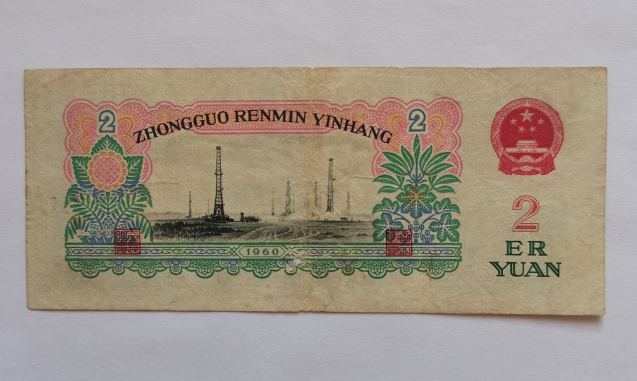 2 ZHONGGUO RENMIN YINHANG 2
2
ER
YUAN
1960